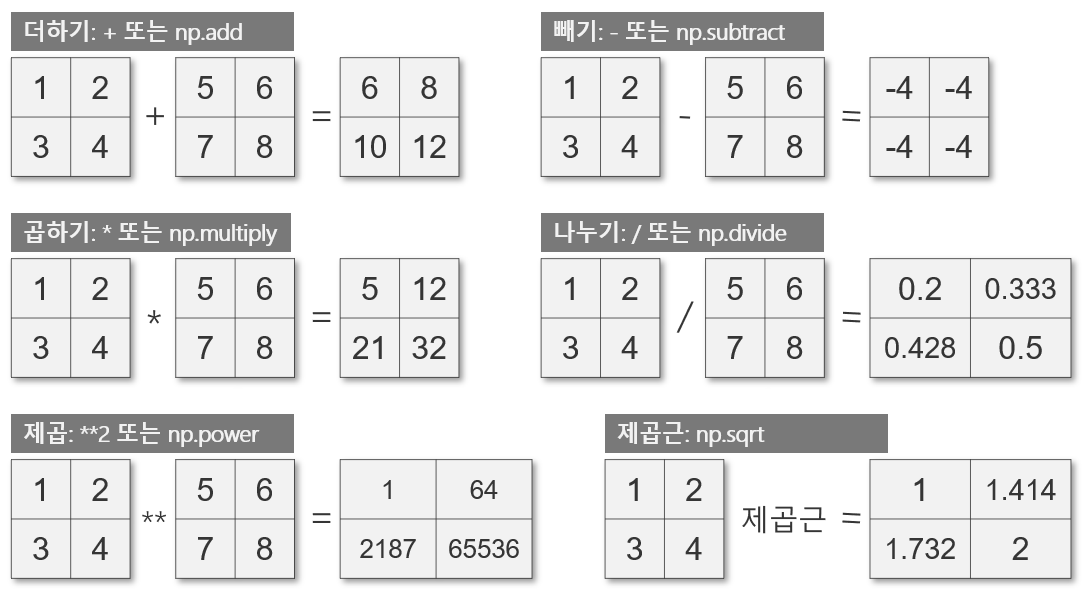 더하기: + 또는 np.add
1 2 5 6 6 8
+ =
3 4 7 8 10 12
빼기: - 또는 np.subtract
1 2 5 6 -4 -4
- =
3 4 7 8 -4 -4
곱하기: * 또는 np.multiply
1 2 5 6 5 12
* =
3 4 7 8 21 32
나누기: / 또는 np.divide
1 2 5 6 0.2 0.333
/ =
3 4 7 8 0.428 0.5
제곱: **2 또는 np.power
1 2 5 6 1 64
** =
3 4 7 8 2187 65536
제곱근: np.sqrt
1 2 1 1.414
제곱근 =
3 4 1.732 2